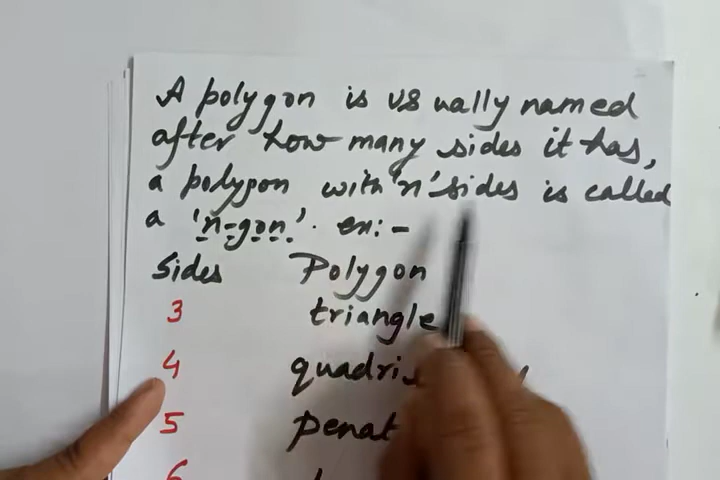 A polygon is usually named
after how many sides it has,
a polygon with 'n' sides is called
a 'n-gon'. ex:-
Sides Polygon
3 triangle
4
5
6